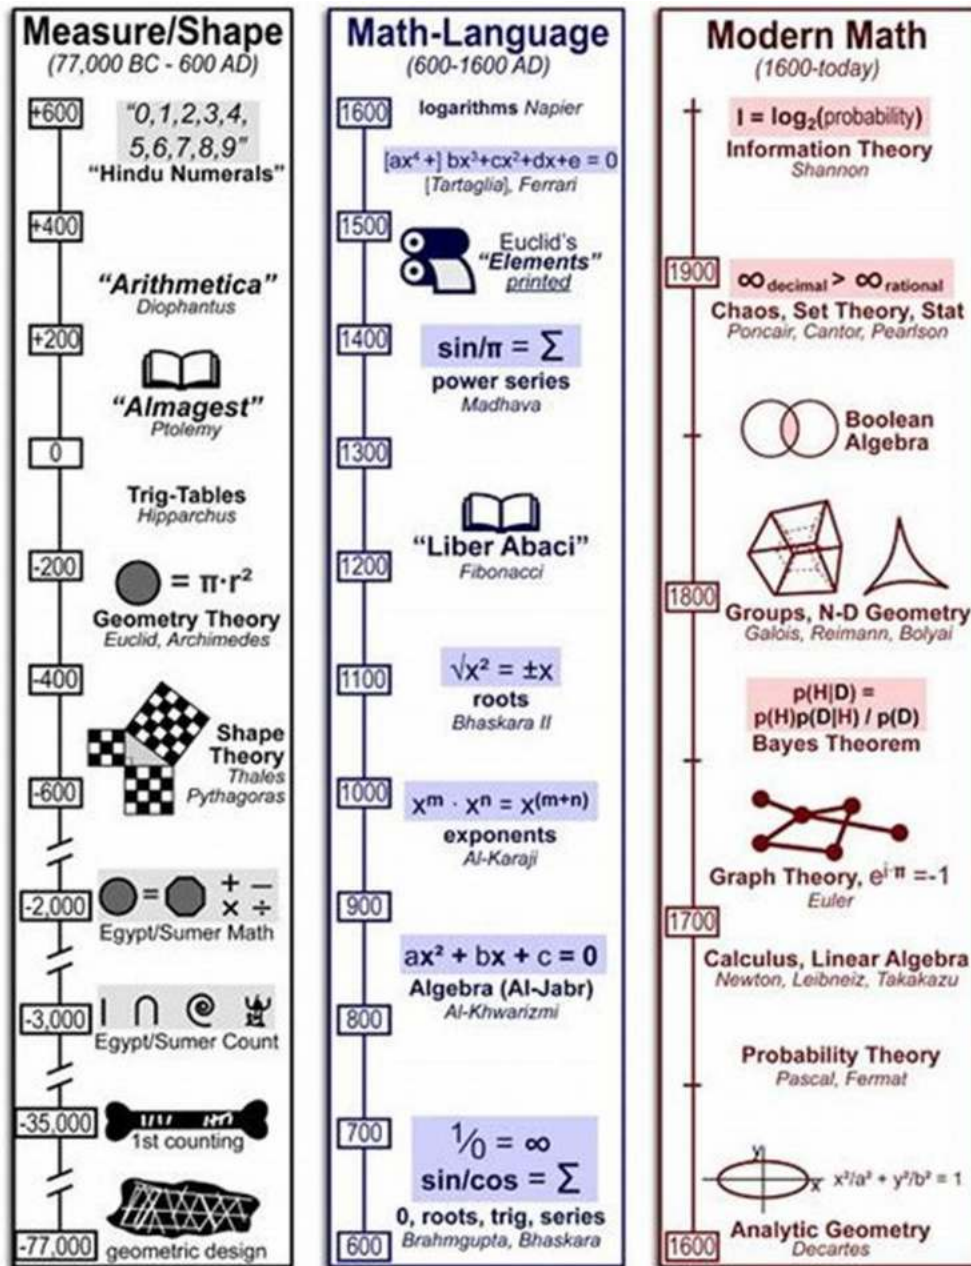 Measure/Shape
(77,000 BC - 600 AD)
+600
“0,1,2,3,4,
5,6,7,8,9”
“Hindu Numerals”
+400
“Arithmetica”
Diophantus
+200
“Almagest”
Ptolemy
0
Trig-Tables
Hipparchus
-200
= π·r²
Geometry Theory
Euclid, Archimedes
-400
Shape
Theory
Thales
Pythagoras
-600
-2,000
= + −
× ÷
Egypt/Sumer Math
-3,000
Egypt/Sumer Count
-35,000
1st counting
-77,000
geometric design
Math-Language
(600-1600 AD)
1600
logarithms Napier
[ax⁴ +] bx³+cx²+dx+e = 0
[Tartaglia], Ferrari
1500
Euclid’s
“Elements”
printed
1400
sin/π = Σ
power series
Madhava
1300
“Liber Abaci”
Fibonacci
1200
√x² = ±x
1100
roots
Bhaskara II
1000
xᵐ · xⁿ = x⁽ᵐ⁺ⁿ⁾
exponents
Al-Karaji
900
ax² + bx + c = 0
Algebra (Al-Jabr)
Al-Khwarizmi
800
700
1/0 = ∞
sin/cos = Σ
0, roots, trig, series
Brahmgupta, Bhaskara
600
Modern Math
(1600-today)
I = log₂(probability)
Information Theory
Shannon
1900
∞ decimal > ∞ rational
Chaos, Set Theory, Stat
Poncair, Cantor, Pearlson
Boolean
Algebra
1800
Groups, N-D Geometry
Galois, Reimann, Bolyai
p(H|D) =
p(H)p(D|H) / p(D)
Bayes Theorem
Graph Theory, eⁱ·π =-1
Euler
1700
Calculus, Linear Algebra
Newton, Leibneiz, Takakazu
Probability Theory
Pascal, Fermat
y
x
x²/a² + y²/b² = 1
Analytic Geometry
Decartes
1600